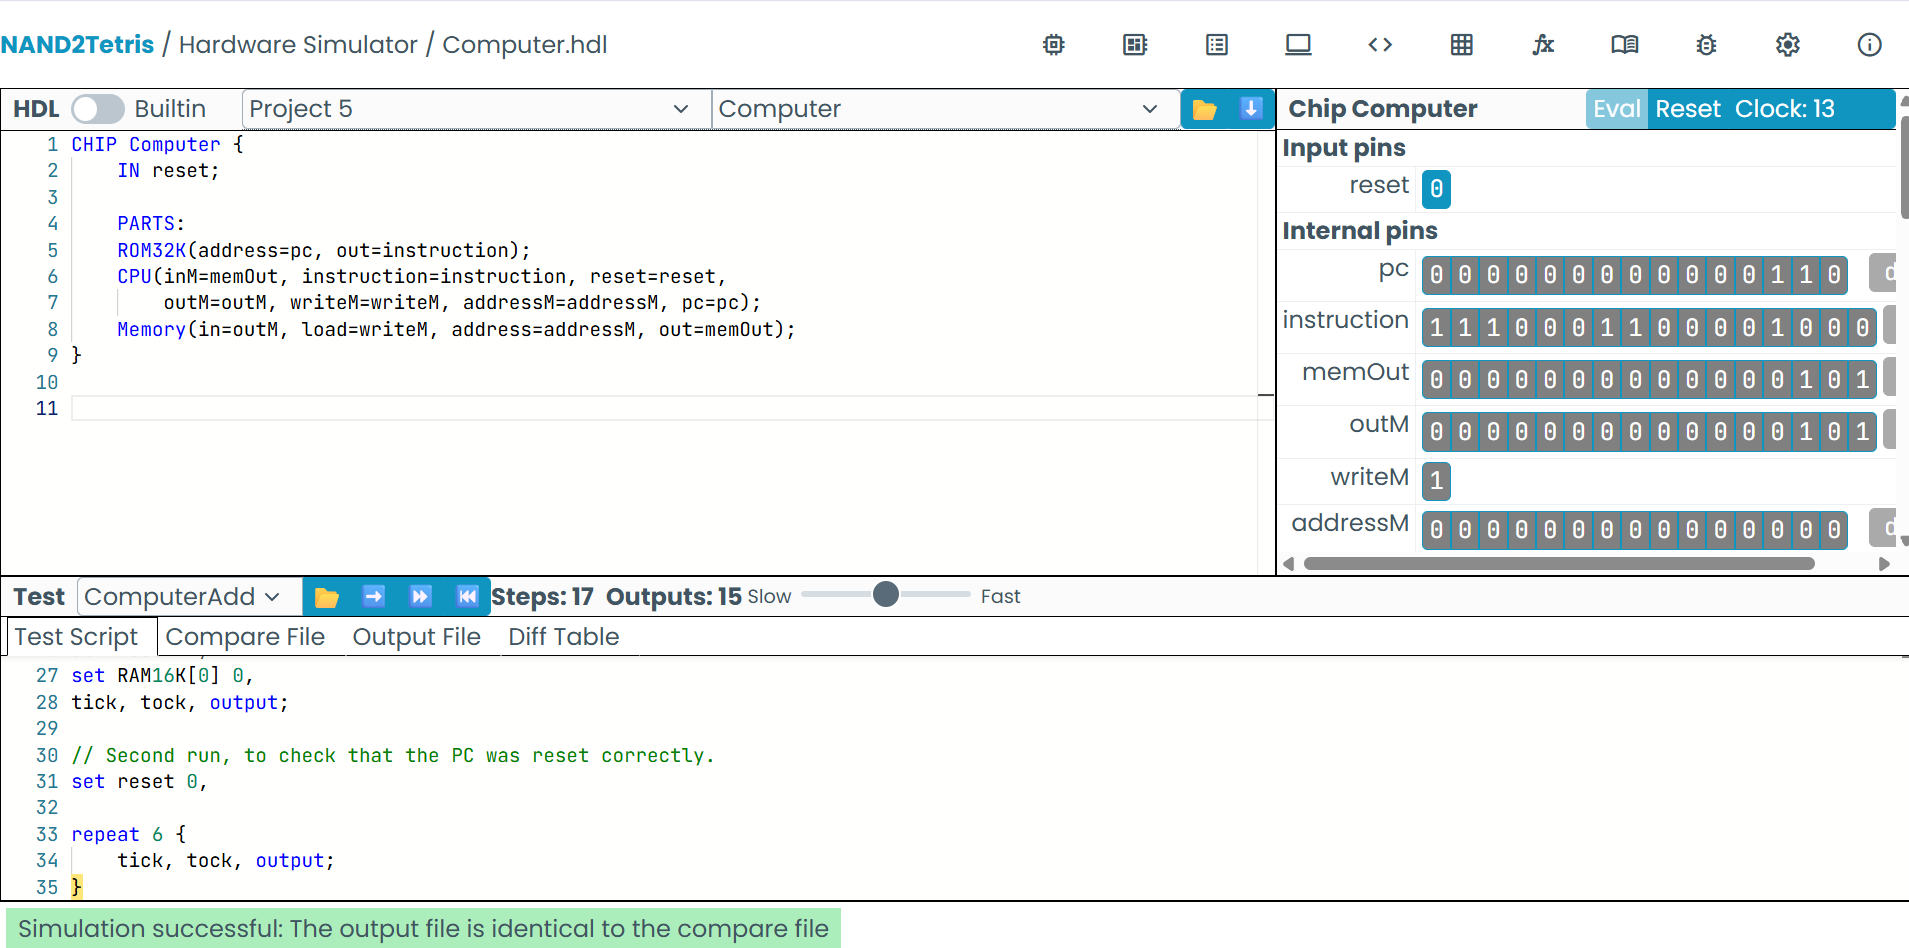 NAND2Tetris / Hardware Simulator / Computer.hdl
HDL Builtin Project 5 Computer
1 CHIP Computer {
2 IN reset;
3
4 PARTS:
5 ROM32K(address=pc, out=instruction);
6 CPU(inM=memOut, instruction=instruction, reset=reset,
7 outM=outM, writeM=writeM, addressM=addressM, pc=pc);
8 Memory(in=outM, load=writeM, address=addressM, out=memOut);
9 }
10
11
Chip Computer Eval Reset Clock: 13
Input pins
reset 0
Internal pins
pc 0 0 0 0 0 0 0 0 0 0 0 0 1 1 0 d
instruction 1 1 1 0 0 0 1 1 0 0 0 0 1 0 0 0
memOut 0 0 0 0 0 0 0 0 0 0 0 0 0 1 0 1
outM 0 0 0 0 0 0 0 0 0 0 0 0 0 1 0 1
writeM 1
addressM 0 0 0 0 0 0 0 0 0 0 0 0 0 0 0 d
Test ComputerAdd Steps: 17 Outputs: 15 Slow Fast
Test Script Compare File Output File Diff Table
27 set RAM16K[0] 0,
28 tick, tock, output;
29
30 // Second run, to check that the PC was reset correctly.
31 set reset 0,
32
33 repeat 6 {
34 tick, tock, output;
35 }
Simulation successful: The output file is identical to the compare file